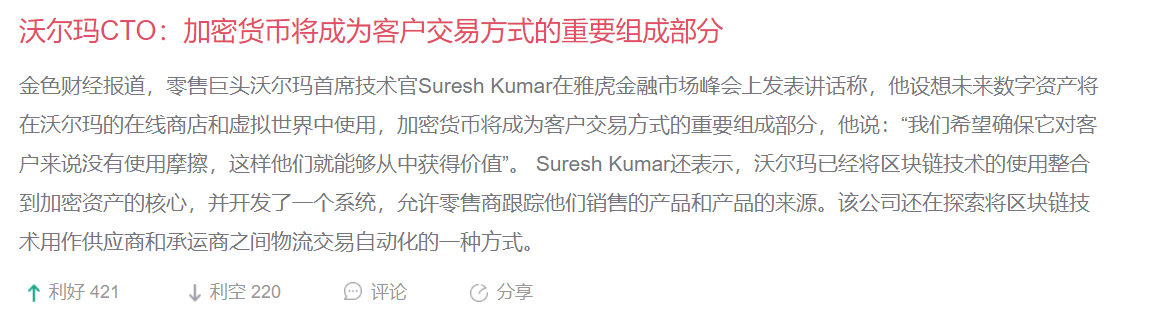 沃尔玛CTO：加密货币将成为客户交易方式的重要组成部分
金色财经报道，零售巨头沃尔玛首席技术官Suresh Kumar在雅虎金融市场峰会上发表讲话称，他设想未来数字资产将
在沃尔玛的在线商店和虚拟世界中使用，加密货币将成为客户交易方式的重要组成部分，他说：“我们希望确保它对客
户来说没有使用摩擦，这样他们就能够从中获得价值”。 Suresh Kumar还表示，沃尔玛已经将区块链技术的使用整合
到加密资产的核心，并开发了一个系统，允许零售商跟踪他们销售的产品和产品的来源。该公司还在探索将区块链技
术用作供应商和承运商之间物流交易自动化的一种方式。
利好 421 利空 220 评论 分享